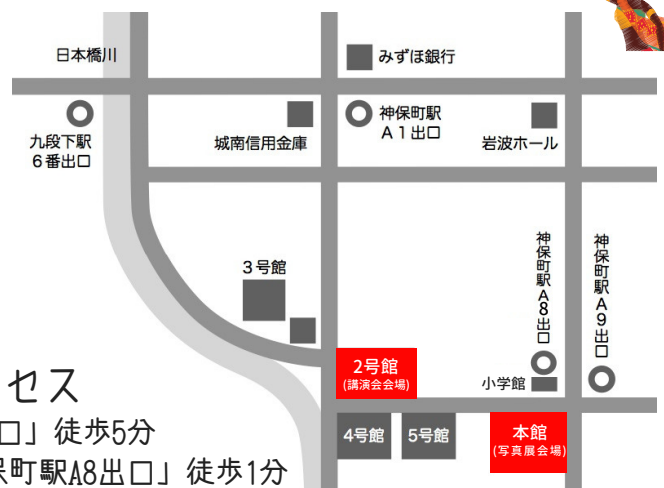 日本橋川
みずほ銀行
九段下駅
6番出口
城南信用金庫
神保町駅
A1出口
岩波ホール
3号館
神保町駅A8出口
神保町駅A9出口
2号館
(講演会会場)
小学館
4号館
5号館
本館
(写真展会場)
セス
口」徒歩5分
保町駅A8出口」徒歩1分